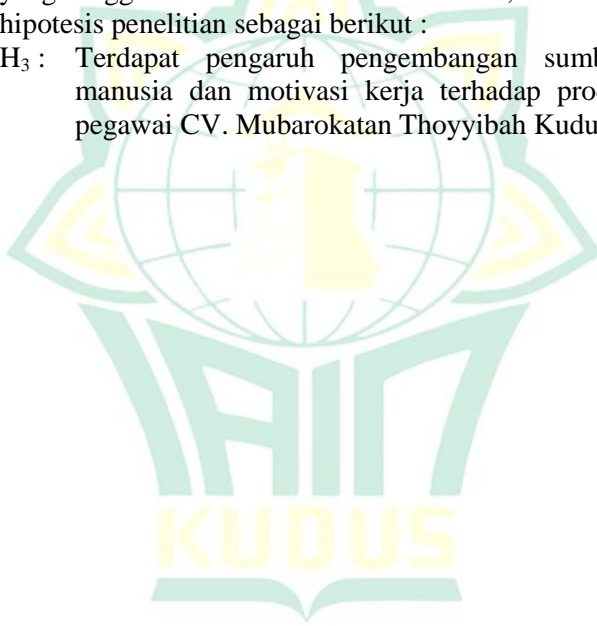 hipotesis penelitian sebagai berikut :
H₃ : Terdapat pengaruh pengembangan sumb
manusia dan motivasi kerja terhadap pro
pegawai CV. Mubarokatan Thoyyibah Kudu
IAIN
KUDUS